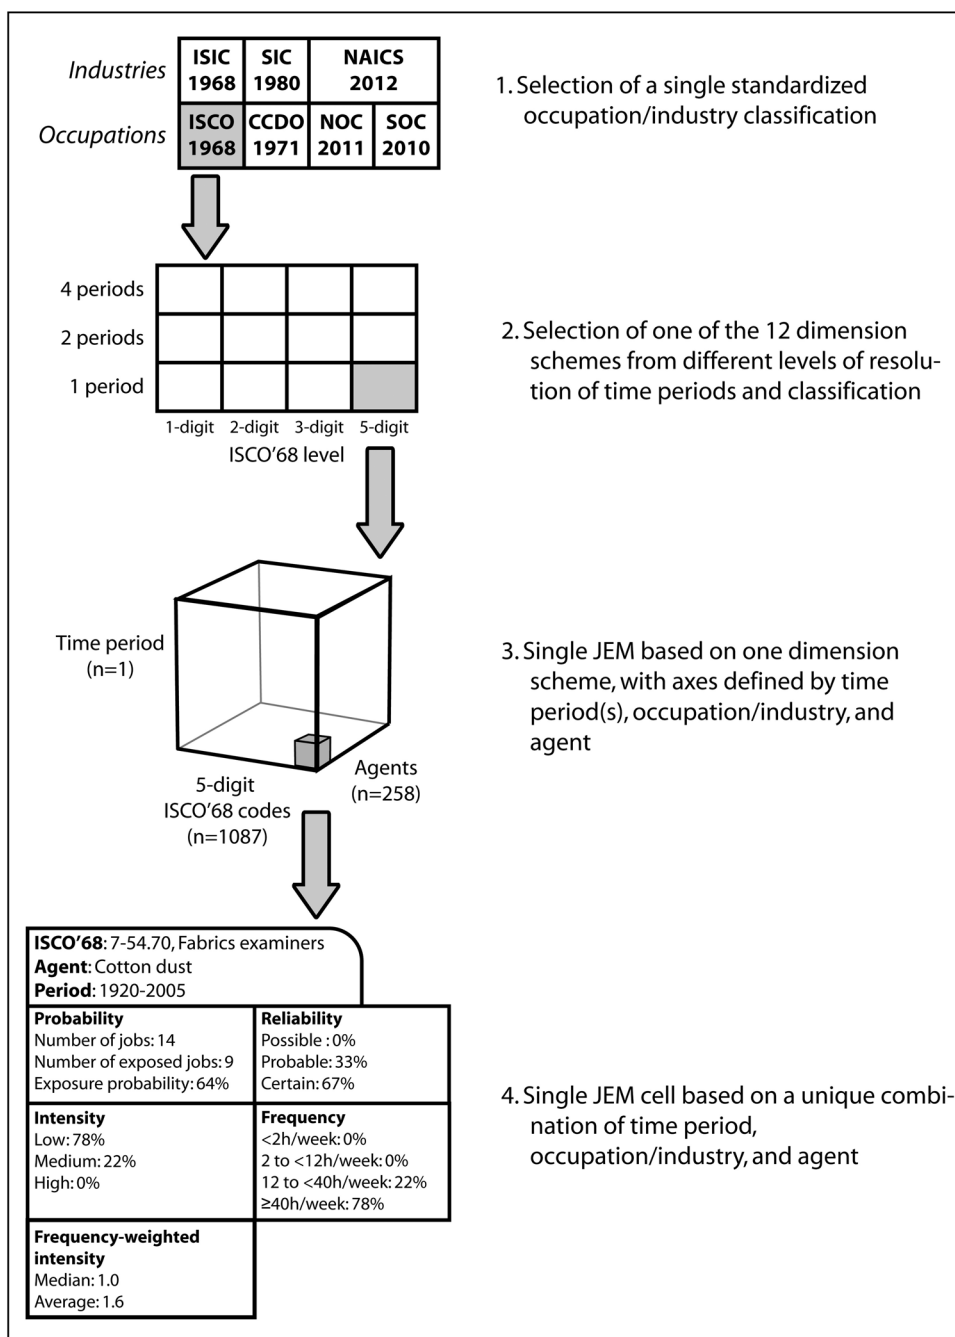 Industries
ISIC 1968
SIC 1980
NAICS 2012
Occupations
ISCO 1968
CCDO 1971
NOC 2011
SOC 2010
1. Selection of a single standardized
occupation/industry classification
4 periods
2 periods
1 period
1-digit 2-digit 3-digit 5-digit
ISCO'68 level
2. Selection of one of the 12 dimension
schemes from different levels of resolu-
tion of time periods and classification
Time period
(n=1)
5-digit
ISCO'68 codes
(n=1087)
Agents
(n=258)
3. Single JEM based on one dimension
scheme, with axes defined by time
period(s), occupation/industry, and
agent
ISCO'68: 7-54.70, Fabrics examiners
Agent: Cotton dust
Period: 1920-2005
Probability
Number of jobs: 14
Number of exposed jobs: 9
Exposure probability: 64%
Reliability
Possible : 0%
Probable: 33%
Certain: 67%
Intensity
Low: 78%
Medium: 22%
High: 0%
Frequency
<2h/week: 0%
2 to <12h/week: 0%
12 to <40h/week: 22%
≥40h/week: 78%
Frequency-weighted
intensity
Median: 1.0
Average: 1.6
4. Single JEM cell based on a unique combi-
nation of time period,
occupation/industry, and agent